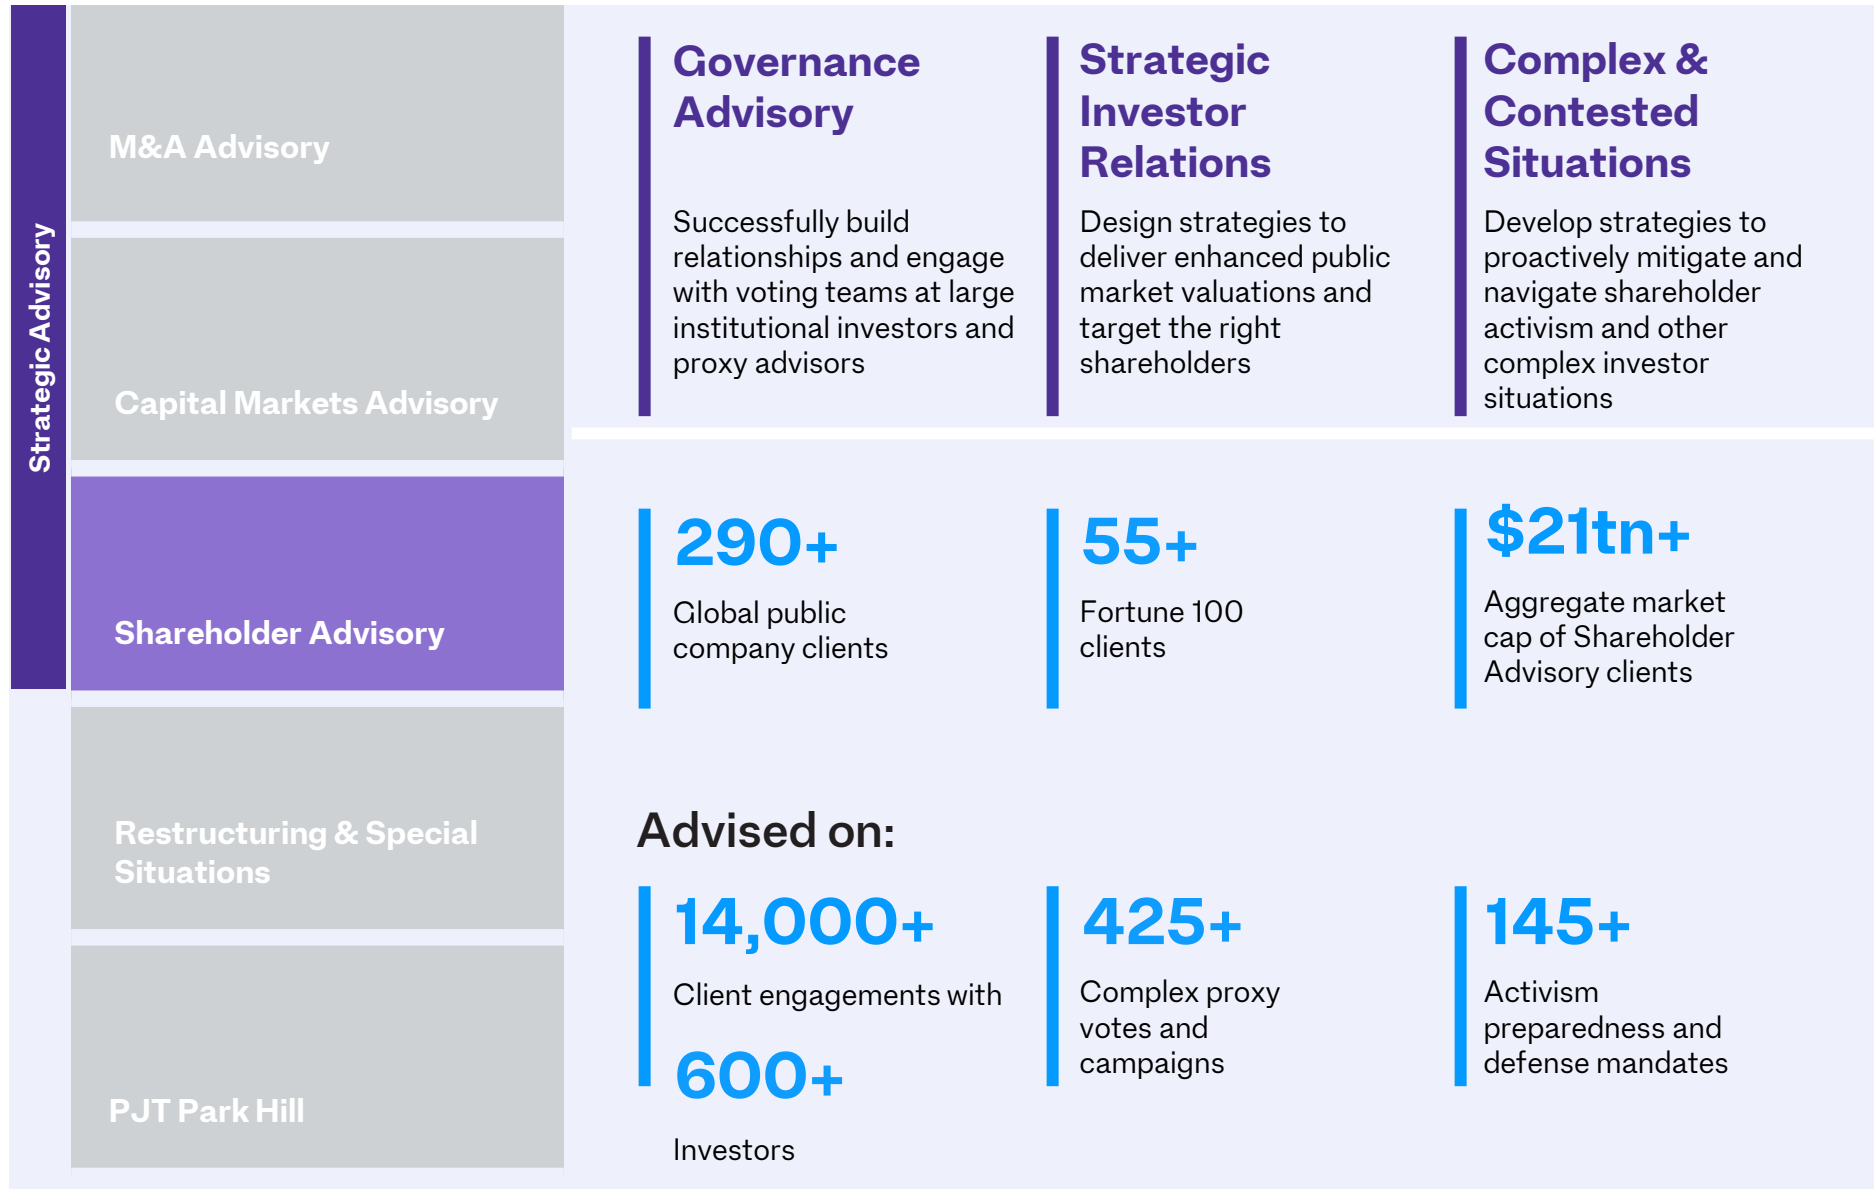 Strategic Advisory
M&A Advisory
Capital Markets Advisory
Shareholder Advisory
Restructuring & Special
Situations
PJT Park Hill
Governance
Advisory
Successfully build
relationships and engage
with voting teams at large
institutional investors and
proxy advisors
Strategic
Investor
Relations
Design strategies to
deliver enhanced public
market valuations and
target the right
shareholders
Complex &
Contested
Situations
Develop strategies to
proactively mitigate and
navigate shareholder
activism and other
complex investor
situations
290+
Global public
company clients
55+
Fortune 100
clients
$21tn+
Aggregate market
cap of Shareholder
Advisory clients
Advised on:
14,000+
Client engagements with
600+
Investors
425+
Complex proxy
votes and
campaigns
145+
Activism
preparedness and
defense mandates